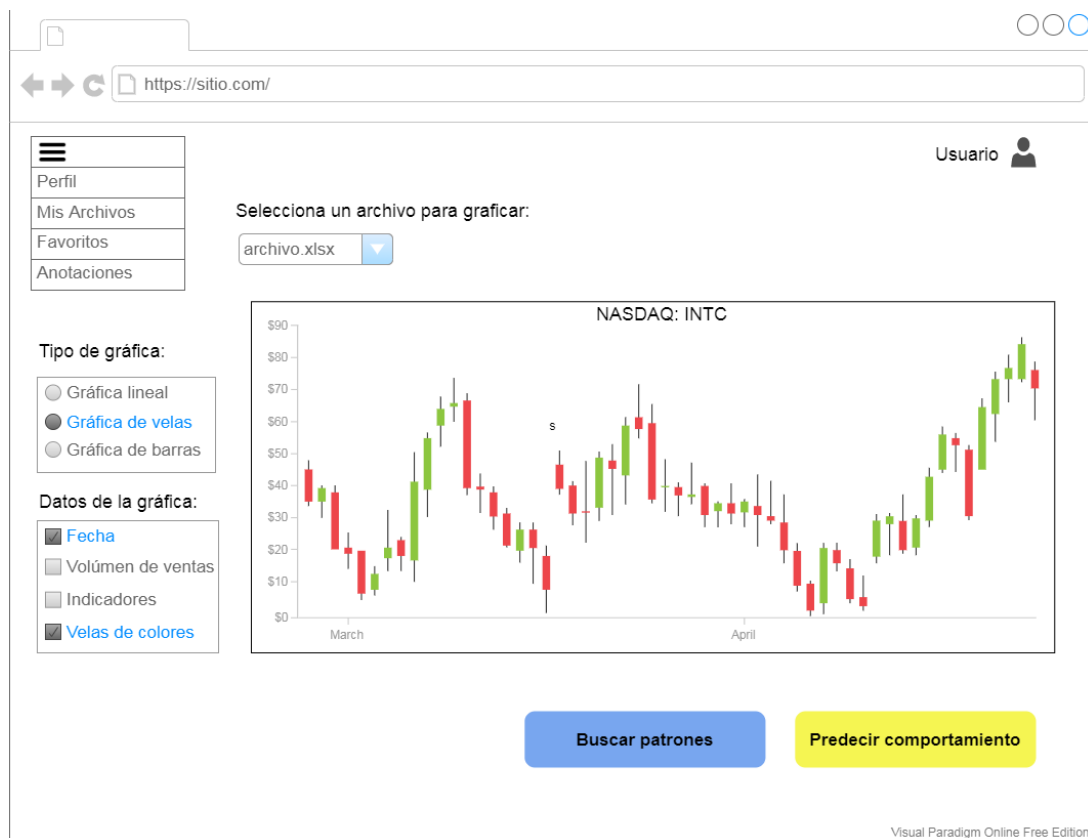 https://sitio.com/
Usuario
Perfil
Mis Archivos
Favoritos
Anotaciones
Selecciona un archivo para graficar:
archivo.xlsx
Tipo de gráfica:
Gráfica lineal
Gráfica de velas
Gráfica de barras
Datos de la gráfica:
Fecha
Volúmen de ventas
Indicadores
Velas de colores
NASDAQ: INTC
$90
$80
$70
$60
$50
$40
$30
$20
$10
$0
s
March
April
Buscar patrones
Predecir comportamiento
Visual Paradigm Online Free Edition